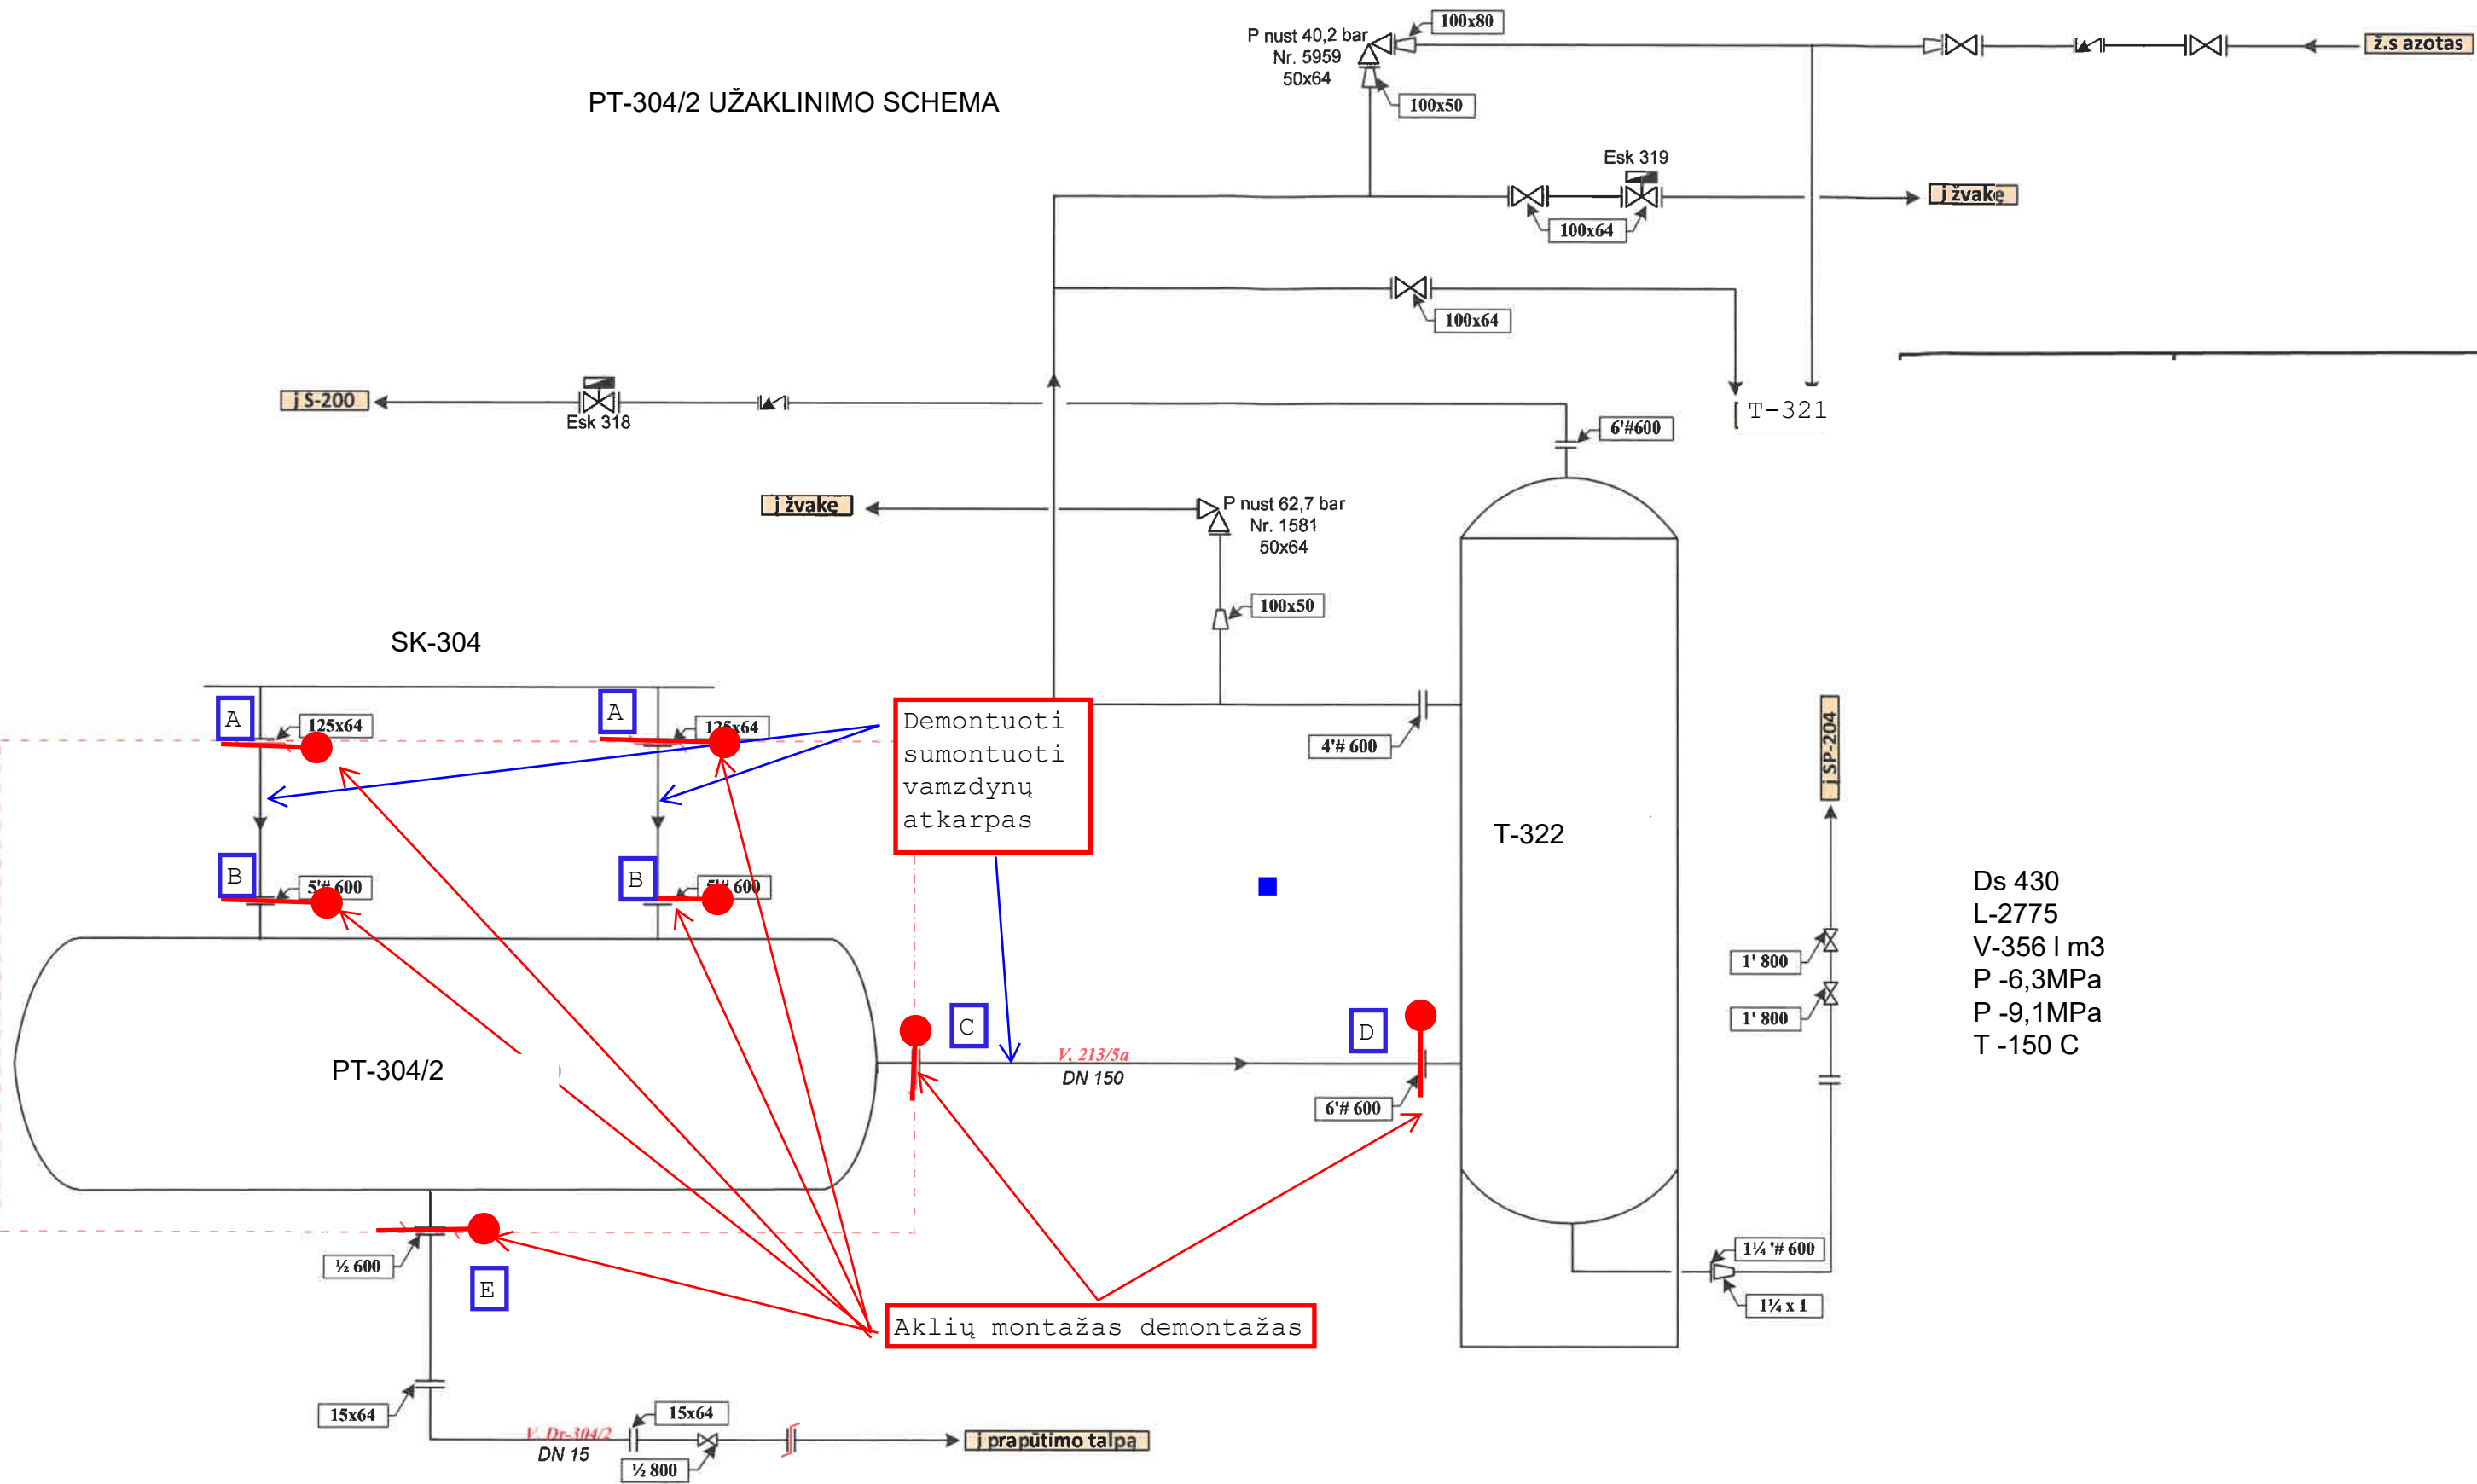 100x80
P nust 40,2 bar
Nr. 5959
50x64
ž.s azotas
PT-304/2 UŽAKLINIMO SCHEMA
100x50
Esk 319
į žvakę
100x64
100x64
į S-200
Esk 318
T-321
6'#600
į žvakę
P nust 62,7 bar
Nr. 1581
50x64
100x50
SK-304
A
125x64
A
125x64
Demontuoti
sumontuoti
vamzdynų
atkarpas
4'# 600
į SP-204
T-322
B
5'# 600
B
5'# 600
Ds 430
L-2775
V-356 l m3
P -6,3MPa
P -9,1MPa
T -150 C
1' 800
1' 800
C
D
V. 213/5a
DN 150
PT-304/2
6'# 600
½ 600
E
1¼ '# 600
1¼ x 1
Aklių montažas demontažas
15x64
15x64
V. Dr-304/2
DN 15
½ 800
į prapūtimo talpą